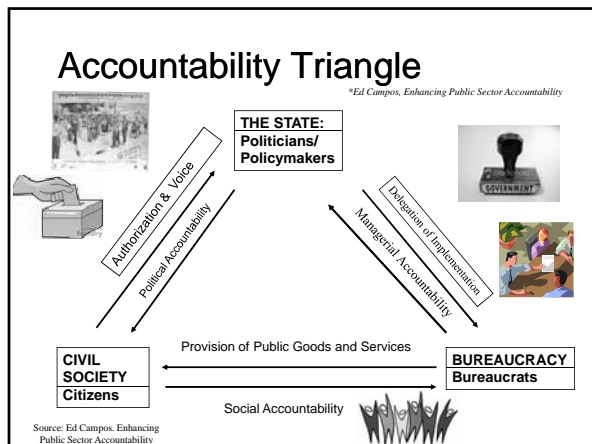 Accountability Triangle
*Ed Campos, Enhancing Public Sector Accountability
THE STATE:
Politicians/
Policymakers
GOVERNMENT
Authorization & Voice
Political Accountability
Delegation of Implementation
Managerial Accountability
Provision of Public Goods and Services
CIVIL
SOCIETY
Citizens
BUREAUCRACY
Bureaucrats
Social Accountability
Source: Ed Campos. Enhancing
Public Sector Accountability